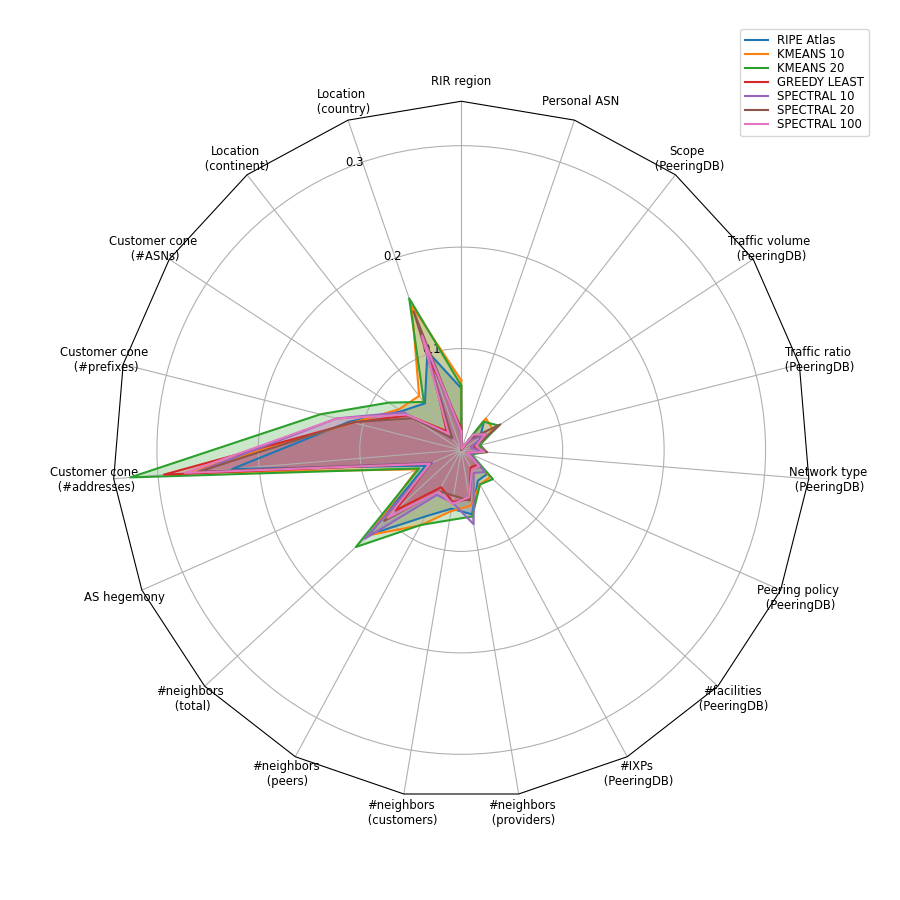 RIPE Atlas
KMEANS 10
KMEANS 20
GREEDY LEAST
SPECTRAL 10
SPECTRAL 20
SPECTRAL 100
RIR region
Location
(country)
Personal ASN
Location
(continent)
Scope
(PeeringDB)
0.3
Customer cone
(#ASNs)
Traffic volume
(PeeringDB)
0.2
Customer cone
(#prefixes)
Traffic ratio
(PeeringDB)
Customer cone
(#addresses)
Network type
(PeeringDB)
AS hegemony
Peering policy
(PeeringDB)
#neighbors
(total)
#facilities
(PeeringDB)
#neighbors
(peers)
#IXPs
(PeeringDB)
#neighbors
(customers)
#neighbors
(providers)